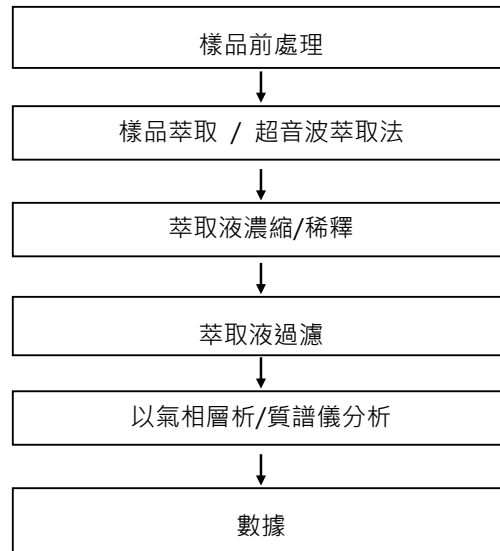 樣品前處理
樣品萃取 / 超音波萃取法
萃取液濃縮/稀釋
萃取液過濾
以氣相層析/質譜儀分析
數據